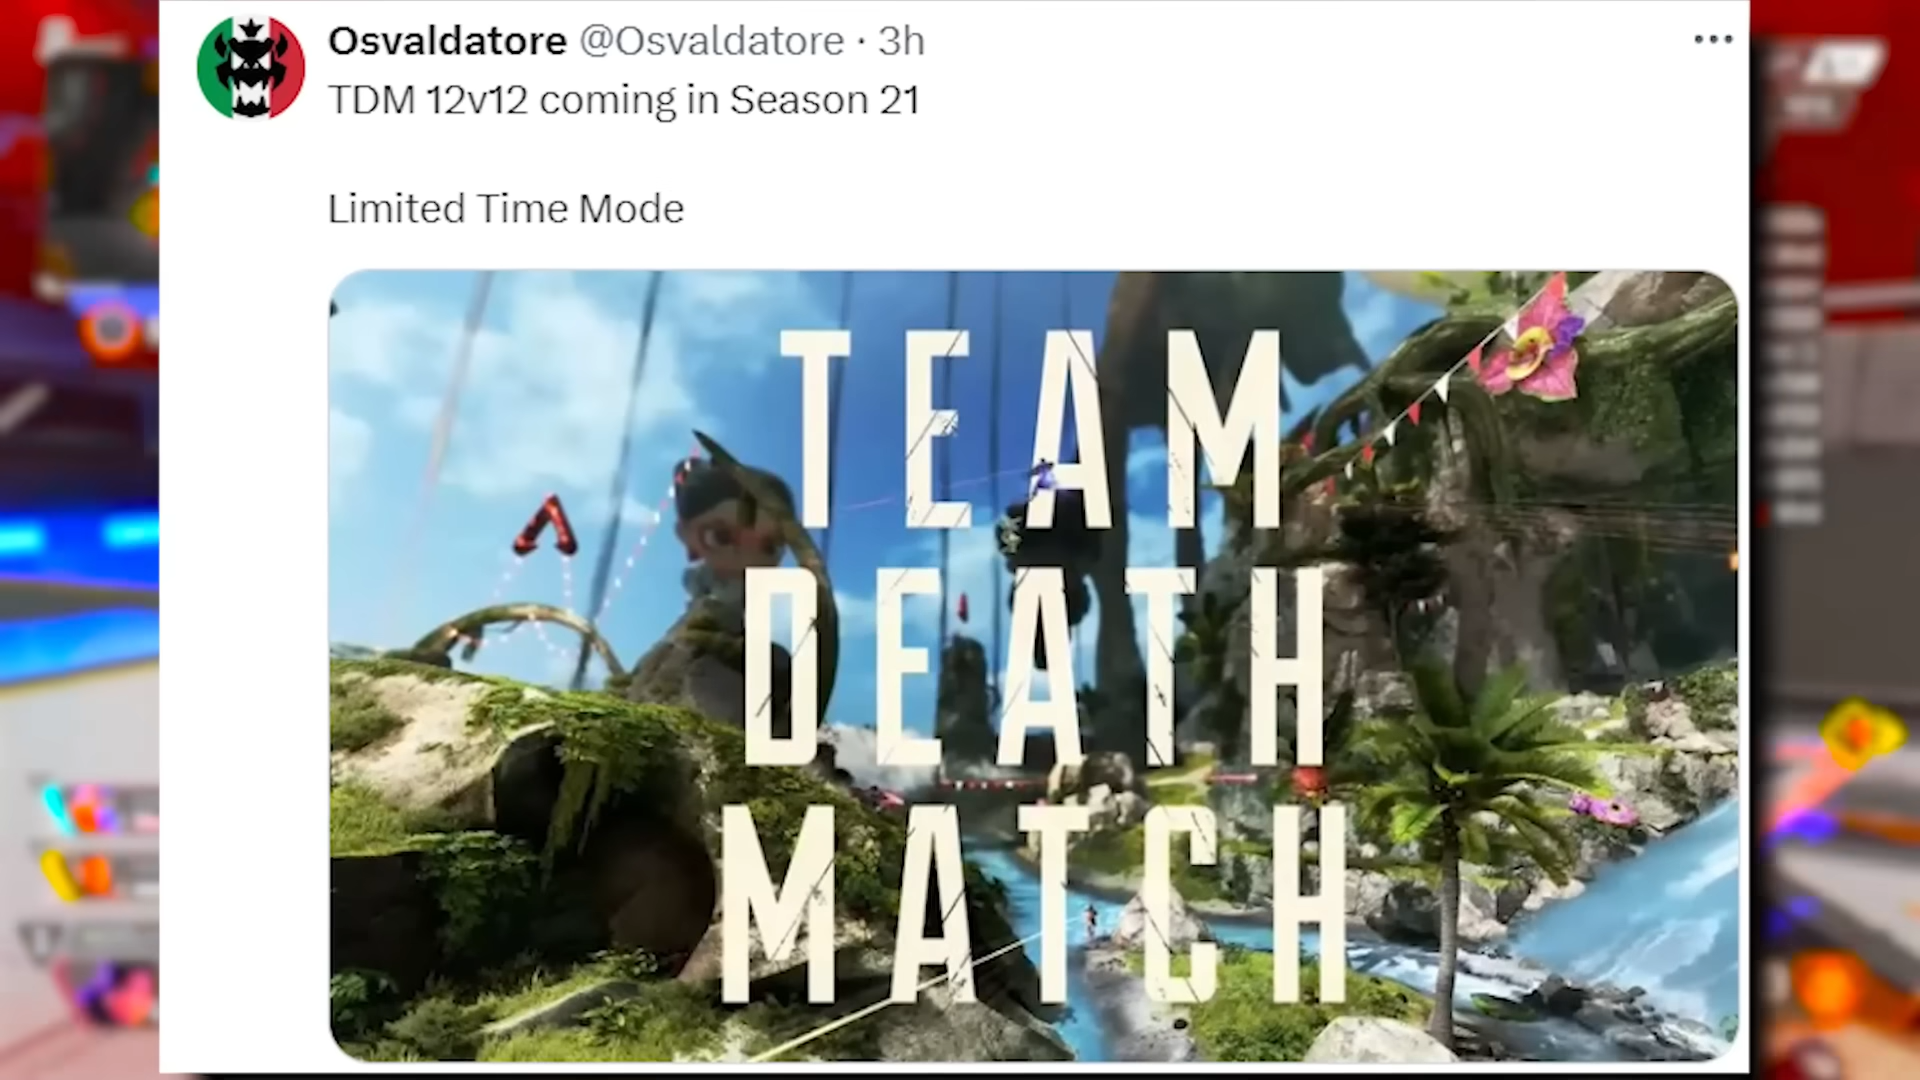 Osvaldatore @Osvaldatore · 3h
TDM 12v12 coming in Season 21
Limited Time Mode
TEAM
DEATH
MATCH